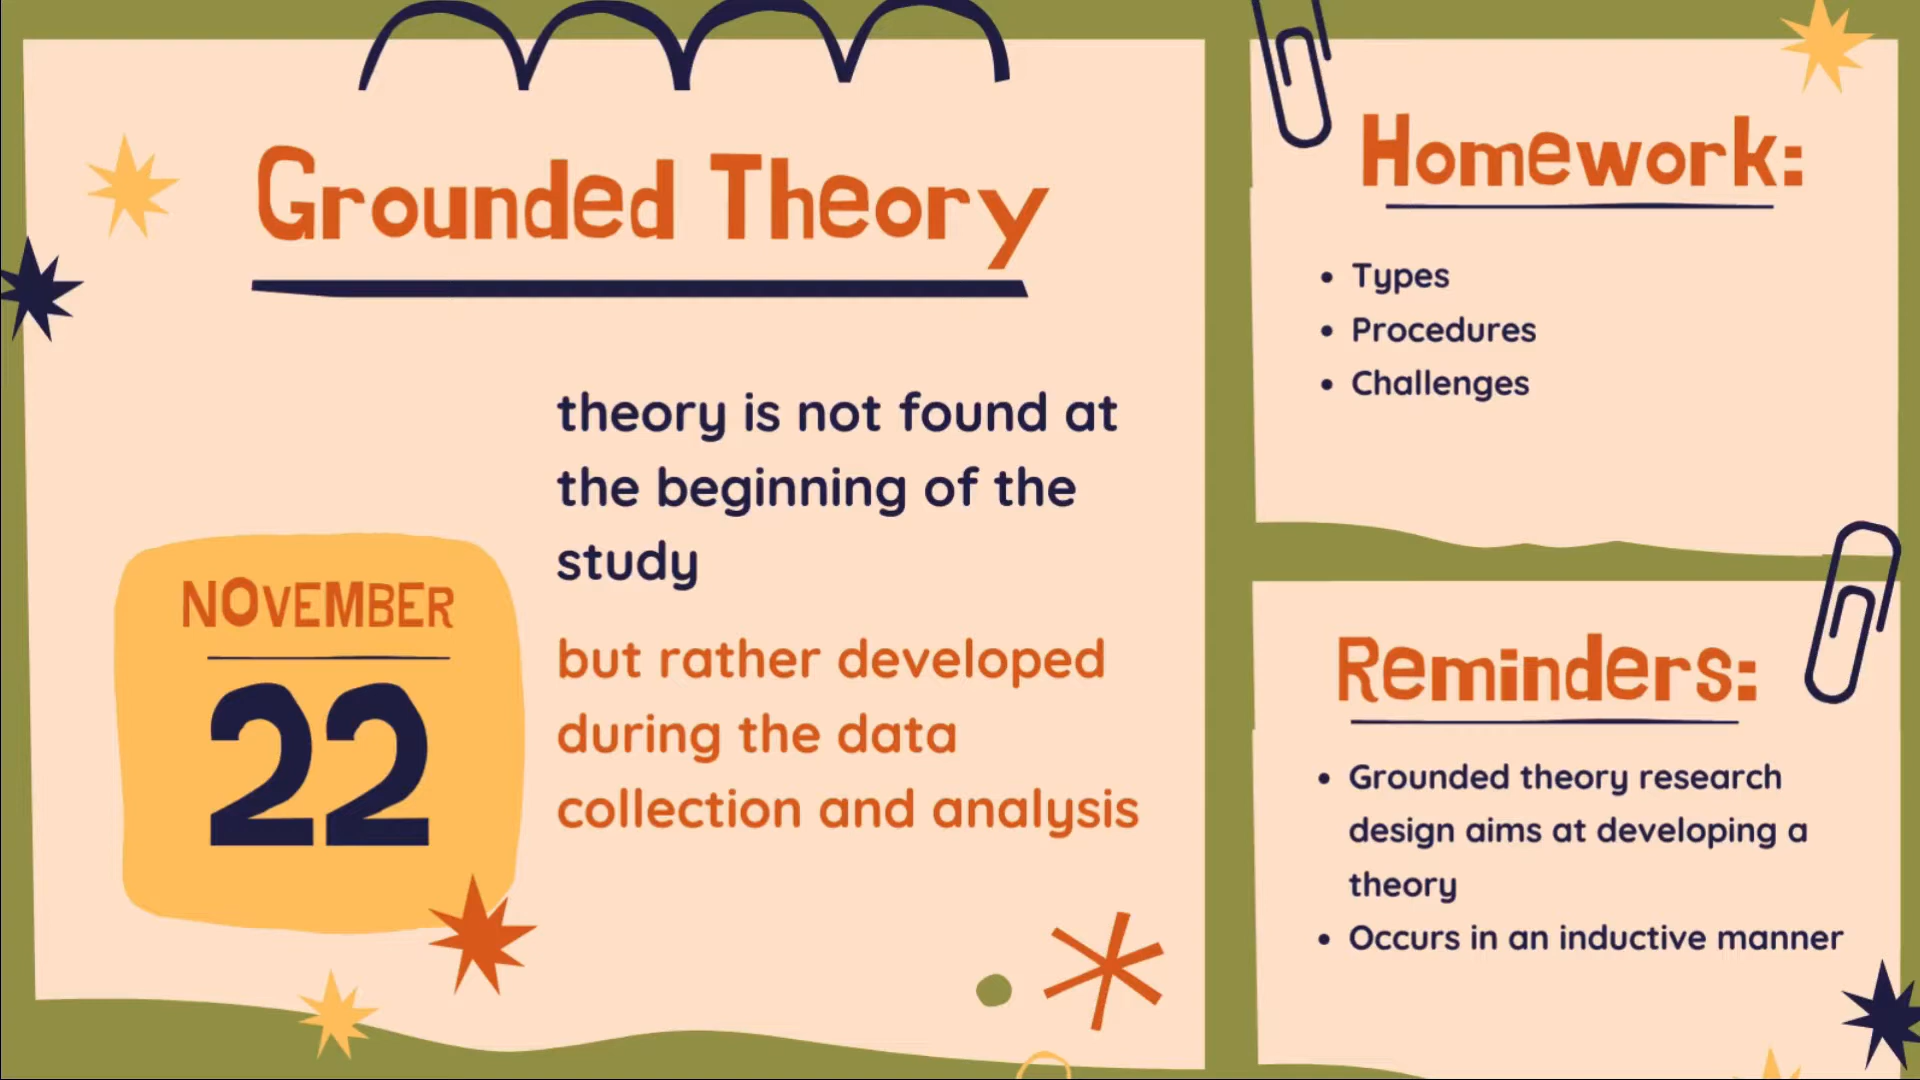 Grounded Theory
theory is not found at
the beginning of the
study
but rather developed
during the data
collection and analysis
NOVEMBER
22
Homework:
• Types
• Procedures
• Challenges
Reminders:
• Grounded theory research
design aims at developing a
theory
• Occurs in an inductive manner